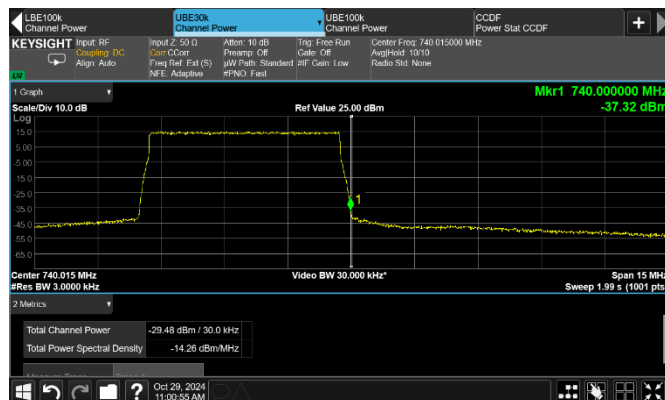 LBE100k
Channel Power
UBE30k
Channel Power
UBE100k
Channel Power
CCDF
Power Stat CCDF
KEYSIGHT
Input: RF
Coupling: DC
Align: Auto
Input Z: 50 Ω
Corr CCorr
Freq Ref: Ext (S)
NFE: Adaptive
Atten: 10 dB
Preamp: Off
µW Path: Standard
#PNO: Fast
Trig: Free Run
Gate: Off
#IF Gain: Low
Center Freq: 740.015000 MHz
Avg|Hold: 10/10
Radio Std: None
1 Graph
Mkr1 740.000000 MHz
Scale/Div 10.0 dB
Ref Value 25.00 dBm
-37.32 dBm
Log
15.0
5.00
-5.00
-15.0
-25.0
-35.0
-45.0
-55.0
-65.0
1
Center 740.015 MHz
Video BW 30.000 kHz*
Span 15 MHz
#Res BW 3.0000 kHz
Sweep 1.99 s (1001 pts
2 Metrics
Total Channel Power
-29.48 dBm / 30.0 kHz
Total Power Spectral Density
-14.26 dBm/MHz
?
Oct 29, 2024
11:00:55 AM